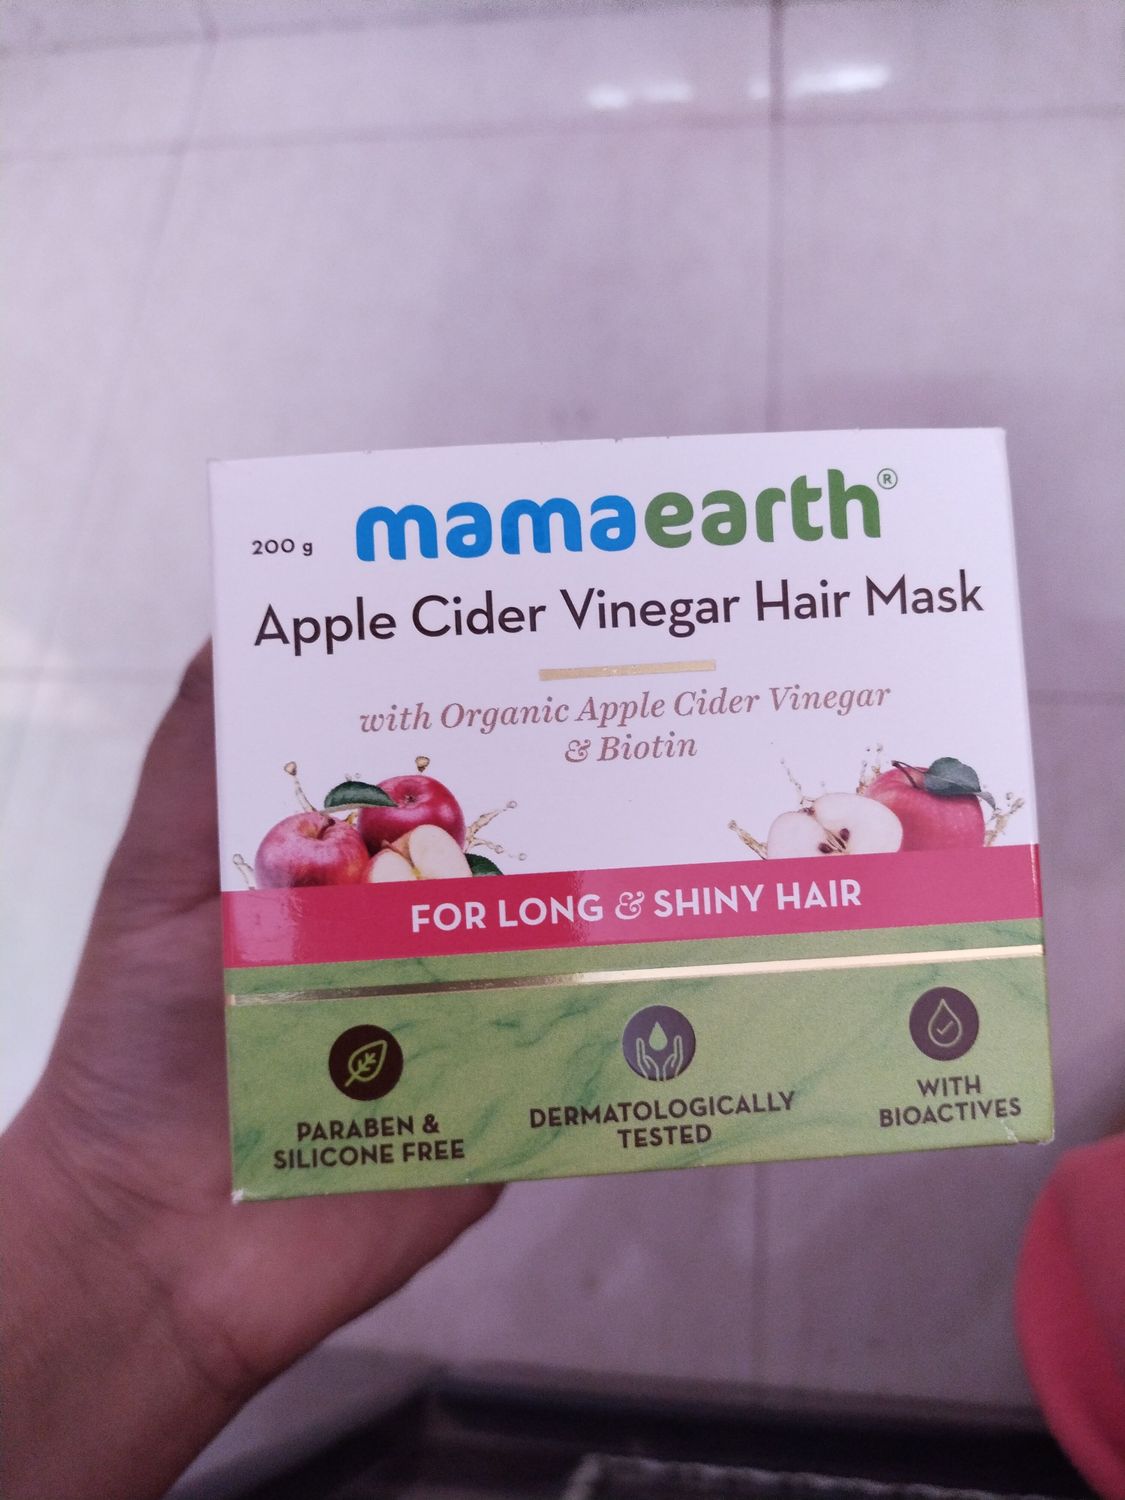 200 g
mamaearth®
Apple Cider Vinegar Hair Mask
with Organic Apple Cider Vinegar
& Biotin
FOR LONG & SHINY HAIR
PARABEN &
SILICONE FREE
DERMATOLOGICALLY
TESTED
WITH
BIOACTIVES